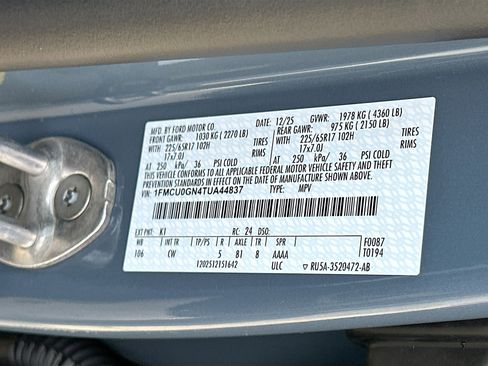 MFD. BY FORD MOTOR CO. 12/25 GVWR: 1978 KG ( 4360 LB)
FRONT GAWR: 1030 KG ( 2270 LB) REAR GAWR: 975 KG ( 2150 LB)
WITH 225/65R17 102H TIRES WITH 225/65R17 102H TIRES
17x7.0J RIMS 17x7.0J RIMS
AT 250 kPa/ 36 PSI COLD AT 250 kPa/ 36 PSI COLD
THIS VEHICLE CONFORMS TO ALL APPLICABLE FEDERAL
MOTOR VEHICLE SAFETY AND THEFT PREVENTION STANDARDS IN EFFECT
ON THE DATE OF MANUFACTURE SHOWN ABOVE.
VIN: 1FMCU0GN4TUA44837 TYPE: MPV
EXT PNT: K1 RC: 24 DSO: F0087
WB INT TR TP/PS R AXLE TR SPR T0194
106 CW 5 81 8 AAAA
1202512151642 ULC ▽ RU5A-3520472-AB